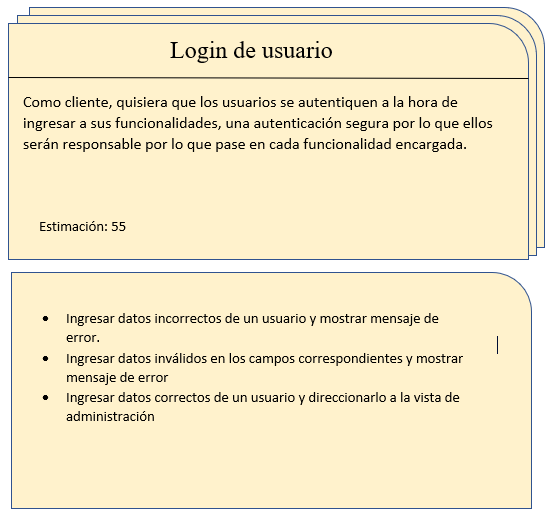 Login de usuario
Como cliente, quisiera que los usuarios se autentiquen a la hora de
ingresar a sus funcionalidades, una autenticación segura por lo que ellos
serán responsable por lo que pase en cada funcionalidad encargada.
Estimación: 55
• Ingresar datos incorrectos de un usuario y mostrar mensaje de
error.
• Ingresar datos inválidos en los campos correspondientes y mostrar
mensaje de error
• Ingresar datos correctos de un usuario y direccionarlo a la vista de
administración